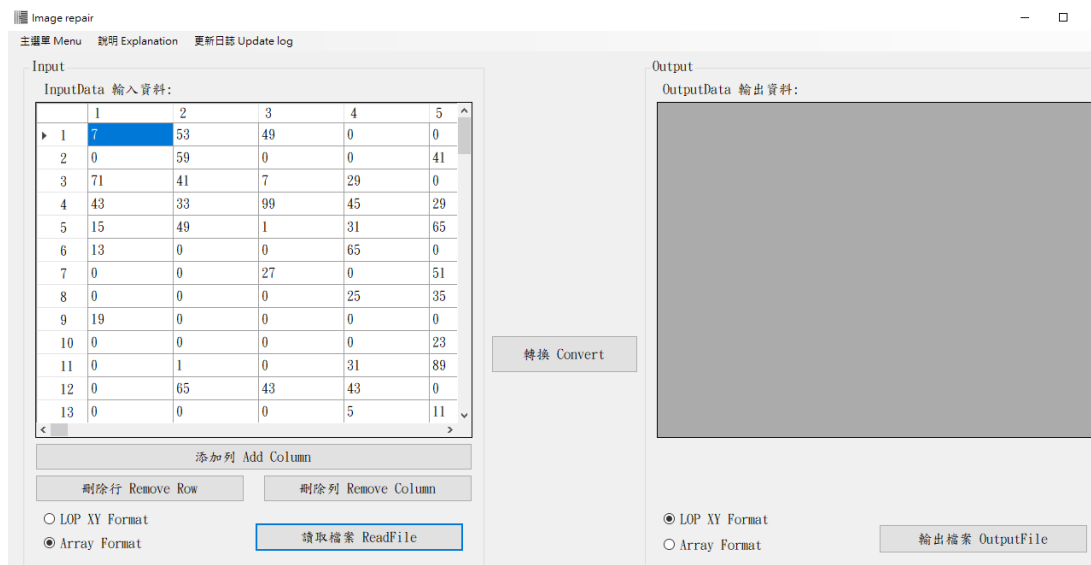 Image repair
主選單 Menu 說明 Explanation 更新日誌 Update log
Input
InputData 輸入資料:
1 2 3 4 5
1 7 53 49 0 0
2 0 59 0 0 41
3 71 41 7 29 0
4 43 33 99 45 29
5 15 49 1 31 65
6 13 0 0 65 0
7 0 0 27 0 51
8 0 0 0 25 35
9 19 0 0 0 0
10 0 0 0 0 23
11 0 1 0 31 89
12 0 65 43 43 0
13 0 0 0 5 11
添加列 Add Column
刪除行 Remove Row
刪除列 Remove Column
LOP XY Format
Array Format
讀取檔案 ReadFile
轉換 Convert
Output
OutputData 輸出資料:
LOP XY Format
Array Format
輸出檔案 OutputFile